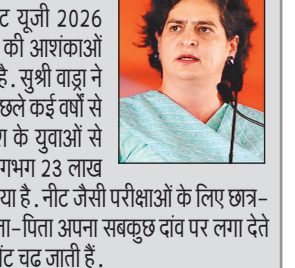 ट यूजी 2026
की आशंकाओं
है. सुश्री वाड्रा ने
छले कई वर्षों से
श के युवाओं से
गभग 23 लाख
या है. नीट जैसी परीक्षाओं के लिए छात्र-
ता-पिता अपना सबकुछ दांव पर लगा देते
ेंट चढ़ जाती हैं.